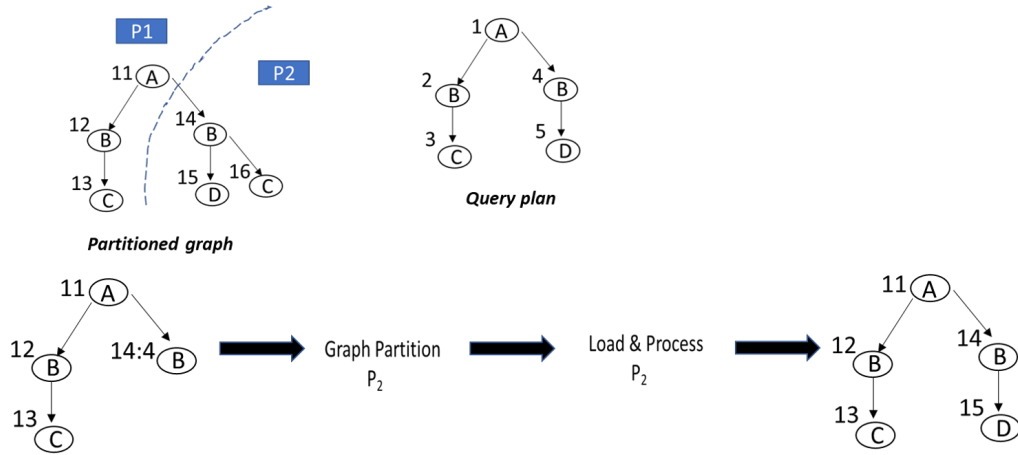 P1
P2
11 A
12 B
14 B
13 C
15 D
16 C
Partitioned graph
1 A
2 B
4 B
3 C
5 D
Query plan
11 A
12 B
14:4 B
13 C
Graph Partition
P2
Load & Process
P2
11 A
12 B
14 B
13 C
15 D